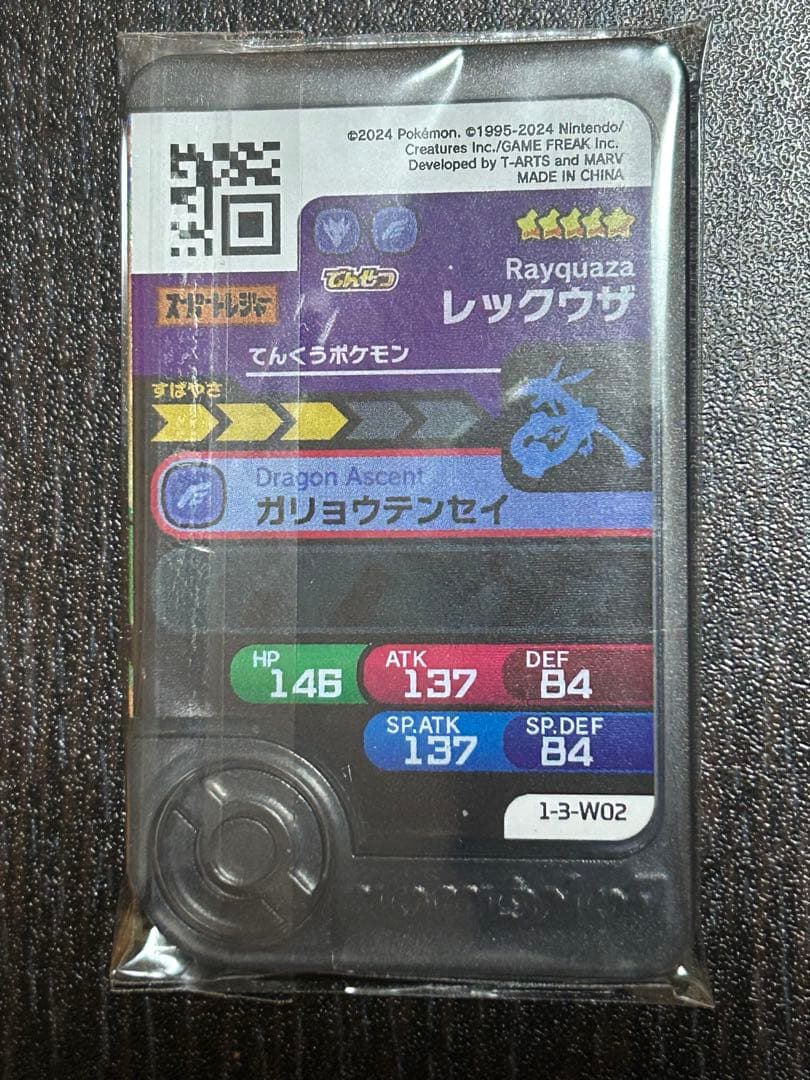 ©2024 Pokémon. ©1995-2024 Nintendo/
Creatures Inc./GAME FREAK inc.
Developed by T-ARTS and MARV
MADE IN CHINA
でんせつ
Rayquaza
スーパートレジャー
レックウザ
てんくうポケモン
すばやさ
Dragon Ascent
ガリョウテンセイ
HP 146
ATK 137
DEF 84
SP.ATK 137
SP.DEF 84
1-3-W02